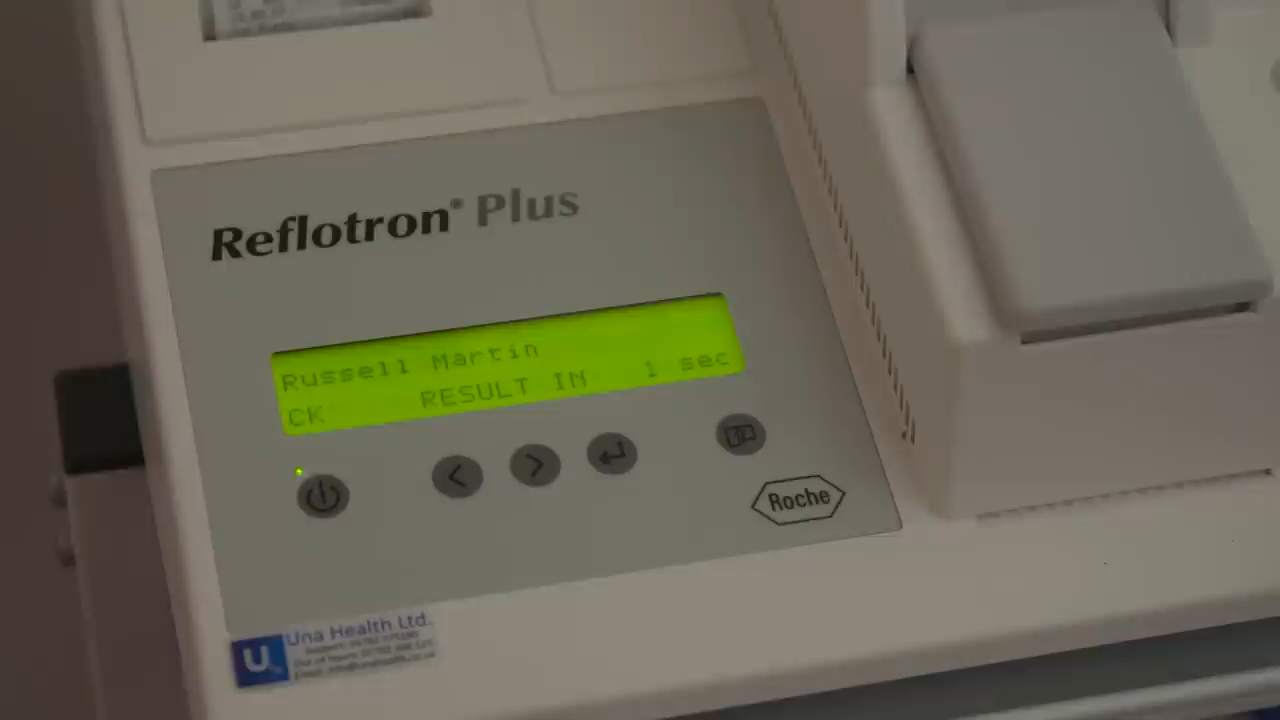 Reflotron® Plus
Russell Martin
CK RESULT IN 1 sec
Roche
U
Una Health Ltd.